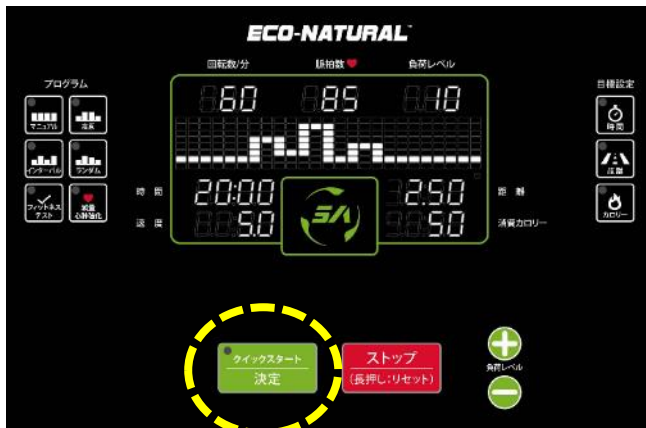 ECO-NATURAL
回転数/分 脈拍数 負荷レベル
60 85 10
プログラム
マニュアル
インターバル ランダム
フィットネス
テスト
減量
心肺強化
目標設定
時間
距離
カロリー
時間 20:00 2.50 距離
速度 5.0 50 消費カロリー
SA
クイックスタート
決定
ストップ
(長押し:リセット)
負荷レベル